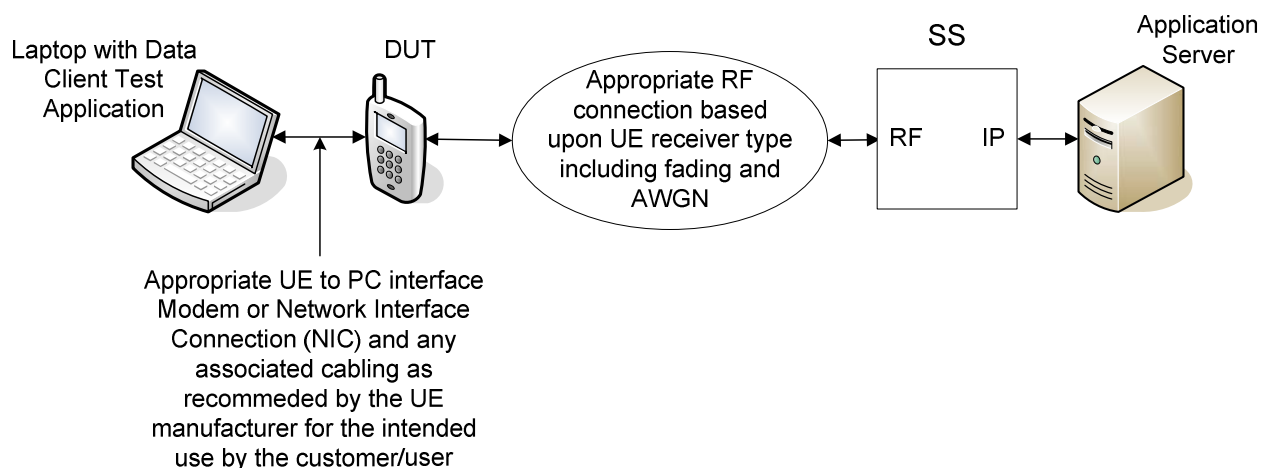 Laptop with Data
Client Test
Application
DUT
Appropriate RF
connection based
upon UE receiver type
including fading and
AWGN
SS
RF
IP
Application
Server
Appropriate UE to PC interface
Modem or Network Interface
Connection (NIC) and any
associated cabling as
recommeded by the UE
manufacturer for the intended
use by the customer/user